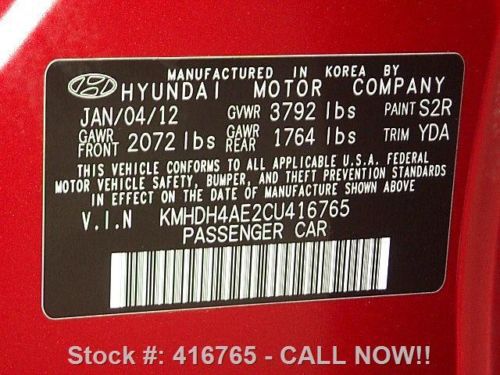 MANUFACTURED IN KOREA BY
HYUNDAI MOTOR COMPANY
JAN/04/12 GVWR 3792 lbs PAINT S2R
GAWR FRONT 2072 lbs GAWR REAR 1764 lbs TRIM YDA
THIS VEHICLE CONFORMS TO ALL APPLICABLE U.S.A. FEDERAL
MOTOR VEHICLE SAFETY, BUMPER, AND THEFT PREVENTION STANDARDS
IN EFFECT ON THE DATE OF MANUFACTURE SHOWN ABOVE.
V.I.N KMHDH4AE2CU416765
PASSENGER CAR
Stock #: 416765 - CALL NOW!!